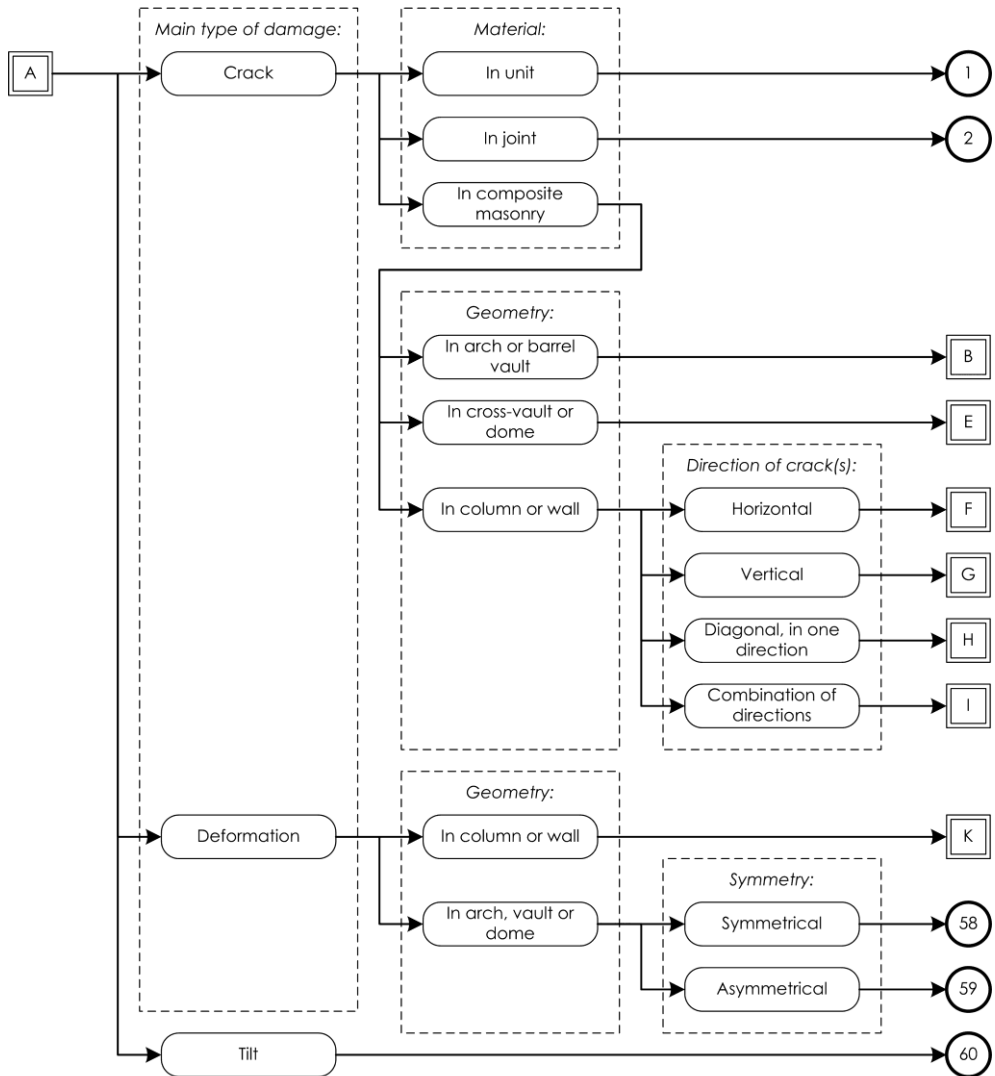 Main type of damage:
Material:
A
Crack
In unit
1
In joint
2
In composite
masonry
Geometry:
In arch or barrel
vault
B
In cross-vault or
dome
E
Direction of crack(s):
In column or wall
Horizontal
F
Vertical
G
Diagonal, in one
direction
H
Combination of
directions
I
Geometry:
Deformation
In column or wall
K
Symmetry:
In arch, vault or
dome
Symmetrical
58
Asymmetrical
59
Tilt
60